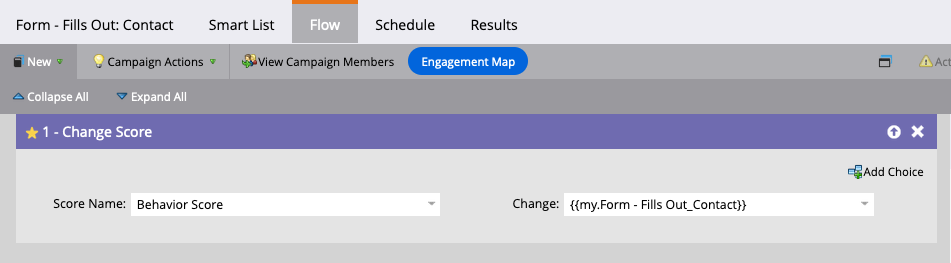 Form - Fills Out: Contact Smart List Flow Schedule Results
New Campaign Actions View Campaign Members Engagement Map Act
Collapse All Expand All
1 - Change Score
Add Choice
Score Name: Behavior Score Change: {{my.Form - Fills Out_Contact}}